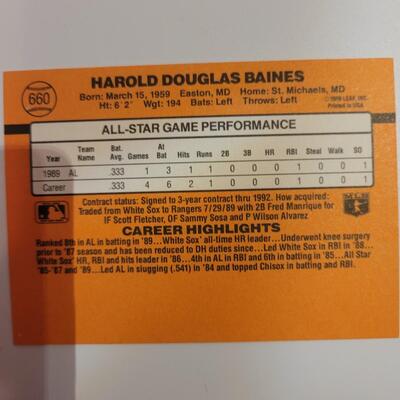 660
HAROLD DOUGLAS BAINES
Born: March 15, 1959 Easton, MD Home: St. Michaels, MD
Ht: 6'2" Wgt: 194 Bats: Left Throws: Left
LEAF, INC.
Printed in USA
ALL-STAR GAME PERFORMANCE
Year Team Name Bat. Avg. Games At Bat Hits Runs 2B 3B HR RBI Steal Walk SO
1989 AL .333 1 3 1 0 0 0 0 1 0 0 1
Career .333 4 6 2 1 0 0 0 1 0 0 1
Contract status: Signed to 3-year contract thru 1992. How acquired:
Traded from White Sox to Rangers 7/29/89 with 2B Fred Manrique for
IF Scott Fletcher, OF Sammy Sosa and P Wilson Alvarez
MLB
CAREER HIGHLIGHTS
Ranked 8th in AL in batting in '89...White Sox' all-time HR leader...Underwent knee surgery
prior to '87 season and has been reduced to DH duties since...Led White Sox in RBI in '88...
White Sox' HR, RBI and hits leader in '86...4th in AL in RBI and 6th in batting in '85...All Star
'85-'87 and '89...Led AL in slugging (.541) in '84 and topped Chisox in batting and RBI